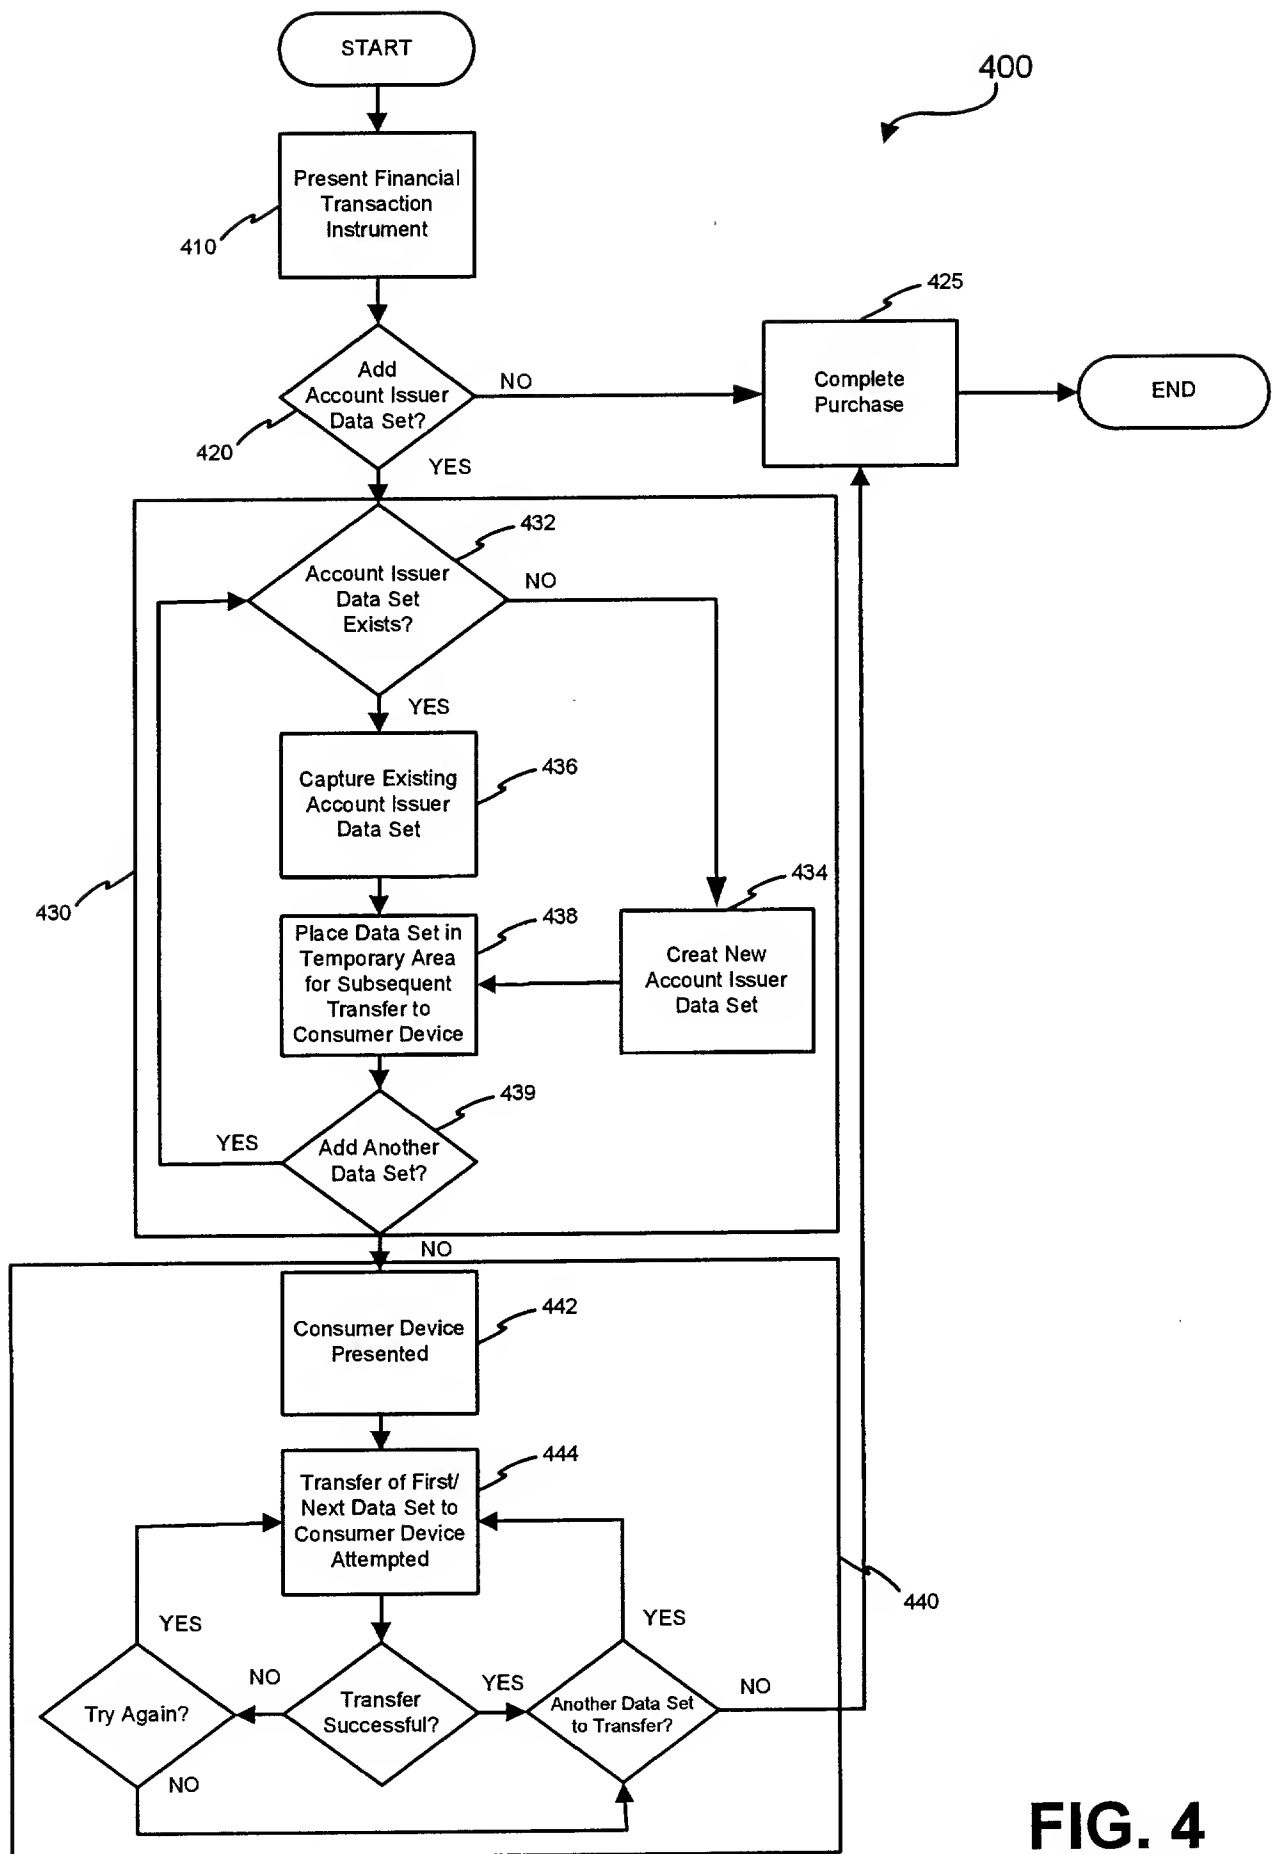 START
400
Present Financial
Transaction
Instrument
410
425
Add
Account Issuer
Data Set?
NO
420
YES
Complete
Purchase
END
432
Account Issuer
Data Set
Exists?
NO
YES
Capture Existing
Account Issuer
Data Set
436
430
434
Place Data Set in
Temporary Area
for Subsequent
Transfer to
Consumer Device
438
Creat New
Account Issuer
Data Set
439
YES
Add Another
Data Set?
NO
Consumer Device
Presented
442
Transfer of First/
Next Data Set to
Consumer Device
Attempted
444
440
YES
YES
Try Again?
NO
Transfer
Successful?
YES
Another Data Set
to Transfer?
NO
NO
FIG. 4